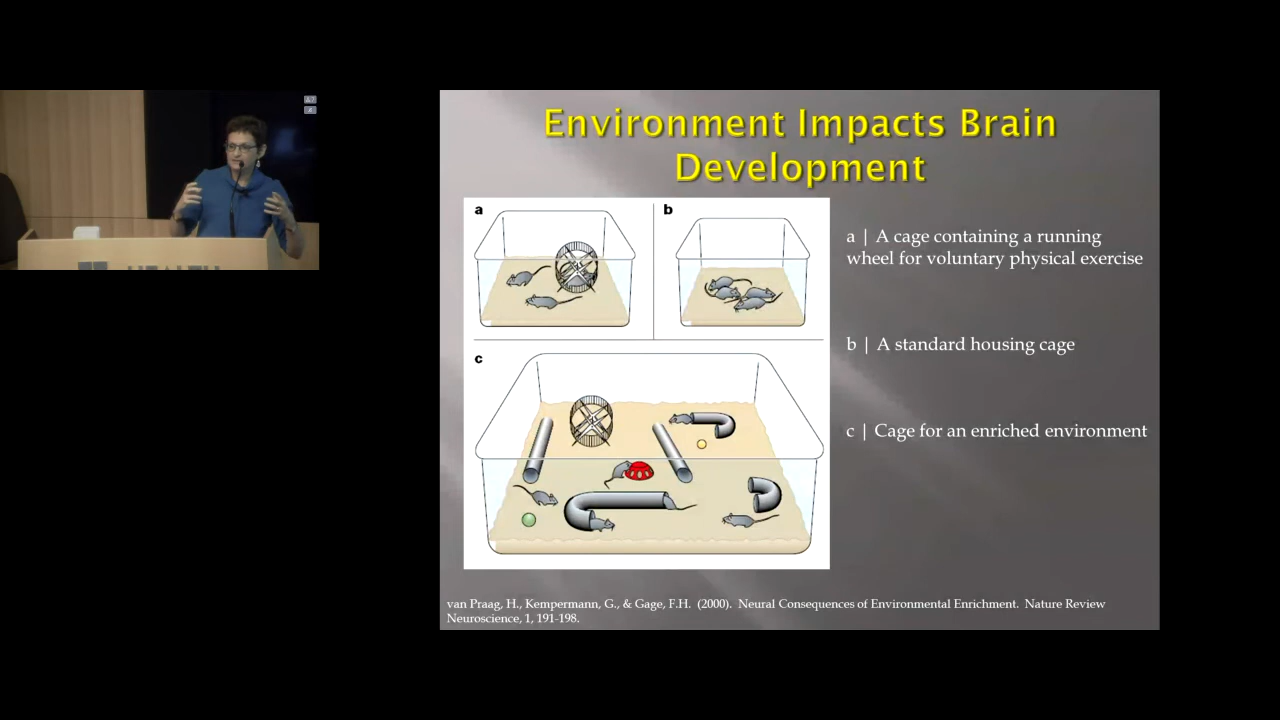 Environment Impacts Brain
Development
a
b
c
a | A cage containing a running
wheel for voluntary physical exercise
b | A standard housing cage
c | Cage for an enriched environment
van Praag, H., Kempermann, G., & Gage, F.H. (2000). Neural Consequences of Environmental Enrichment. Nature Review
Neuroscience, 1, 191-198.